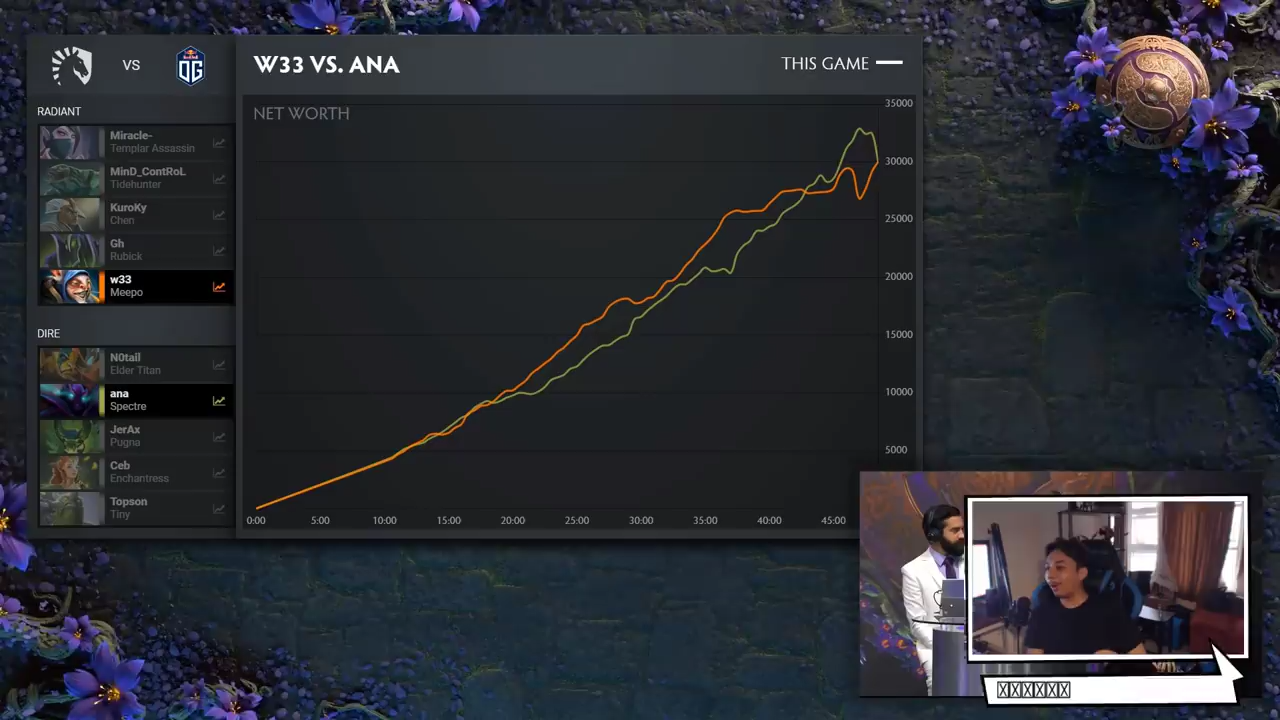 VS
OG
W33 VS. ANA
THIS GAME
RADIANT
Miracle-
Templar Assassin
MinD_ContRoL
Tidehunter
KuroKy
Chen
Gh
Rubick
w33
Meepo
DIRE
N0tail
Elder Titan
ana
Spectre
JerAx
Pugna
Ceb
Enchantress
Topson
Tiny
NET WORTH
35000
30000
25000
20000
15000
10000
5000
0:00 5:00 10:00 15:00 20:00 25:00 30:00 35:00 40:00 45:00